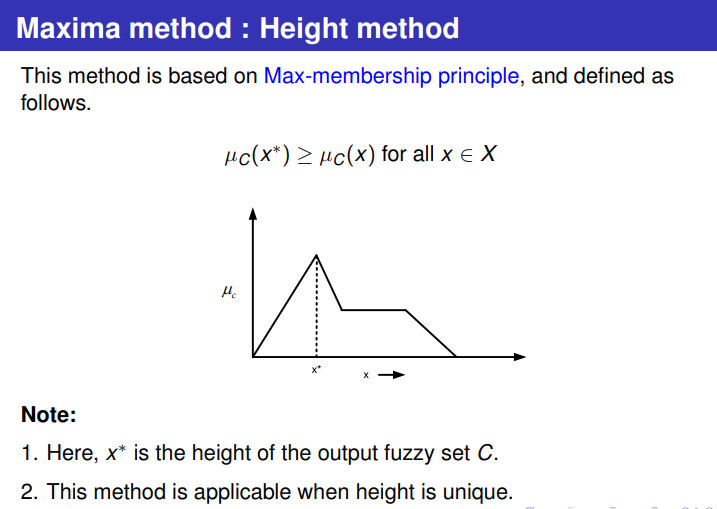 Maxima method : Height method
This method is based on Max-membership principle, and defined as
follows.
μC(x*) ≥ μC(x) for all x ∈ X
μc
x*
x
Note:
1. Here, x* is the height of the output fuzzy set C.
2. This method is applicable when height is unique.